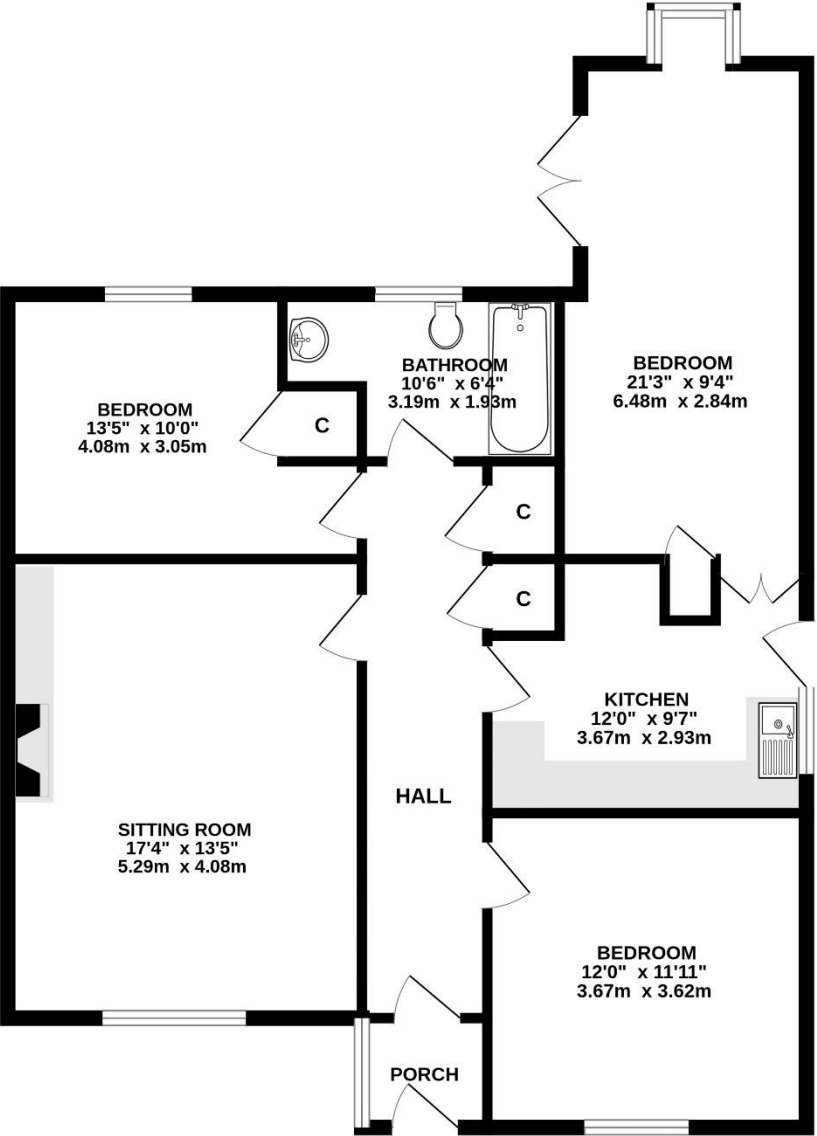 BEDROOM
21'3" x 9'4"
6.48m x 2.84m
BATHROOM
10'6" x 6'4"
3.19m x 1.93m
BEDROOM
13'5" x 10'0"
4.08m x 3.05m
C
C
C
KITCHEN
12'0" x 9'7"
3.67m x 2.93m
HALL
SITTING ROOM
17'4" x 13'5"
5.29m x 4.08m
BEDROOM
12'0" x 11'11"
3.67m x 3.62m
PORCH